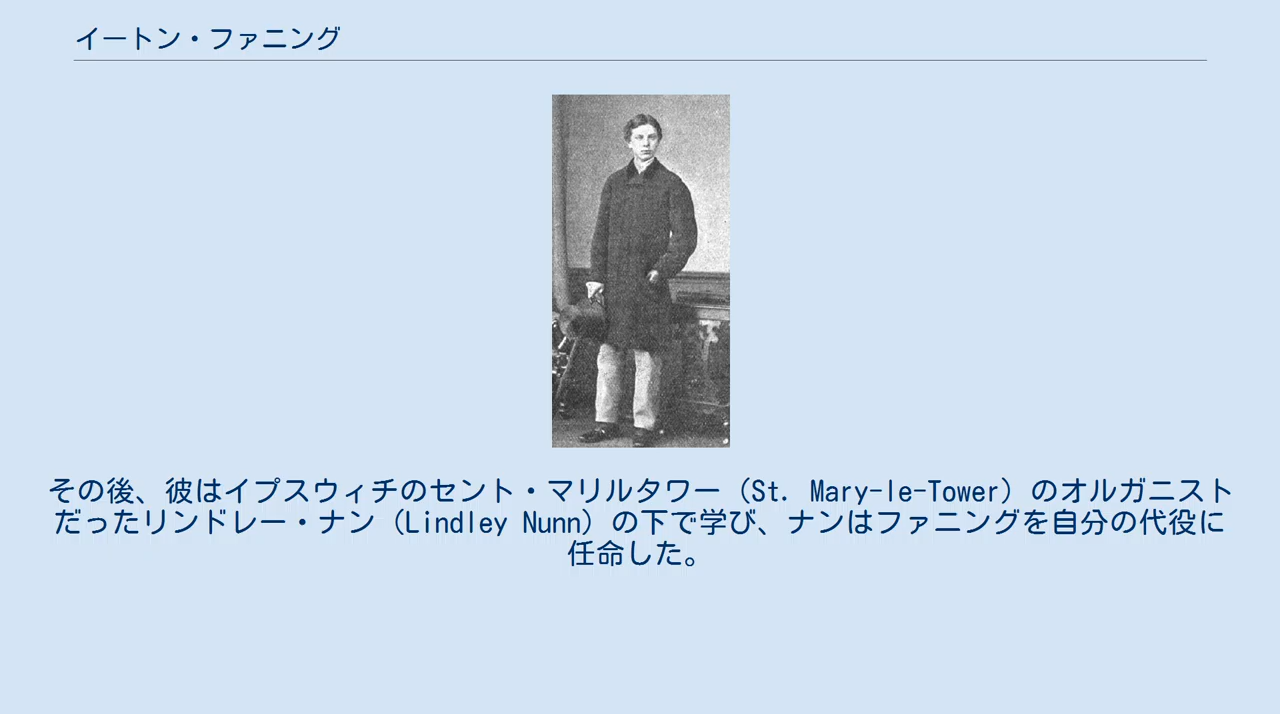 イートン・ファニング
その後、彼はイプスウィチのセント・マリルタワー（St. Mary-le-Tower）のオルガニスト
だったリンドレー・ナン（Lindley Nunn）の下で学び、ナンはファニングを自分の代役に
任命した。